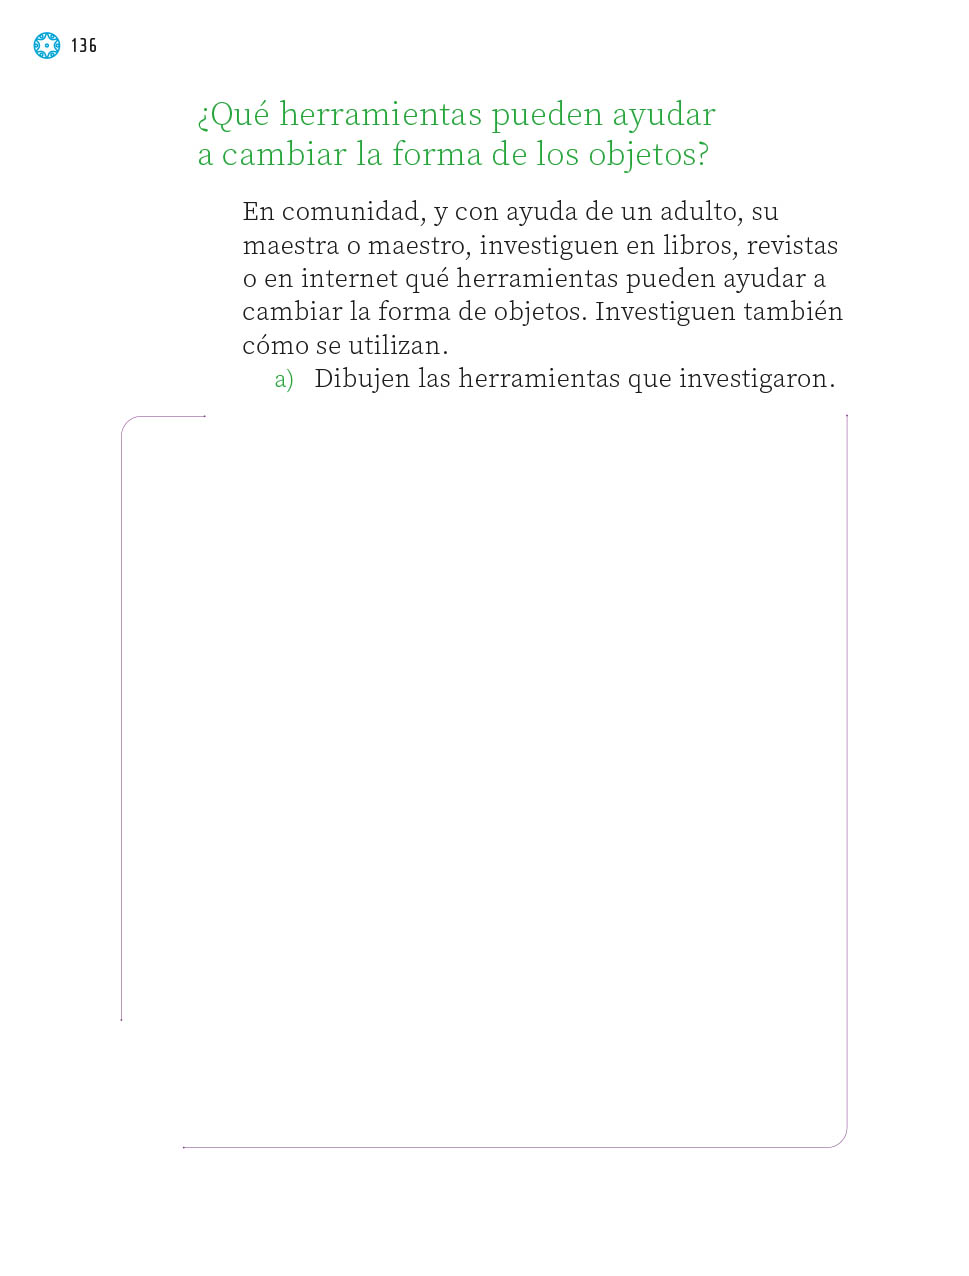 136
¿Qué herramientas pueden ayudar
a cambiar la forma de los objetos?
En comunidad, y con ayuda de un adulto, su
maestra o maestro, investiguen en libros, revistas
o en internet qué herramientas pueden ayudar a
cambiar la forma de objetos. Investiguen también
cómo se utilizan.
a) Dibujen las herramientas que investigaron.